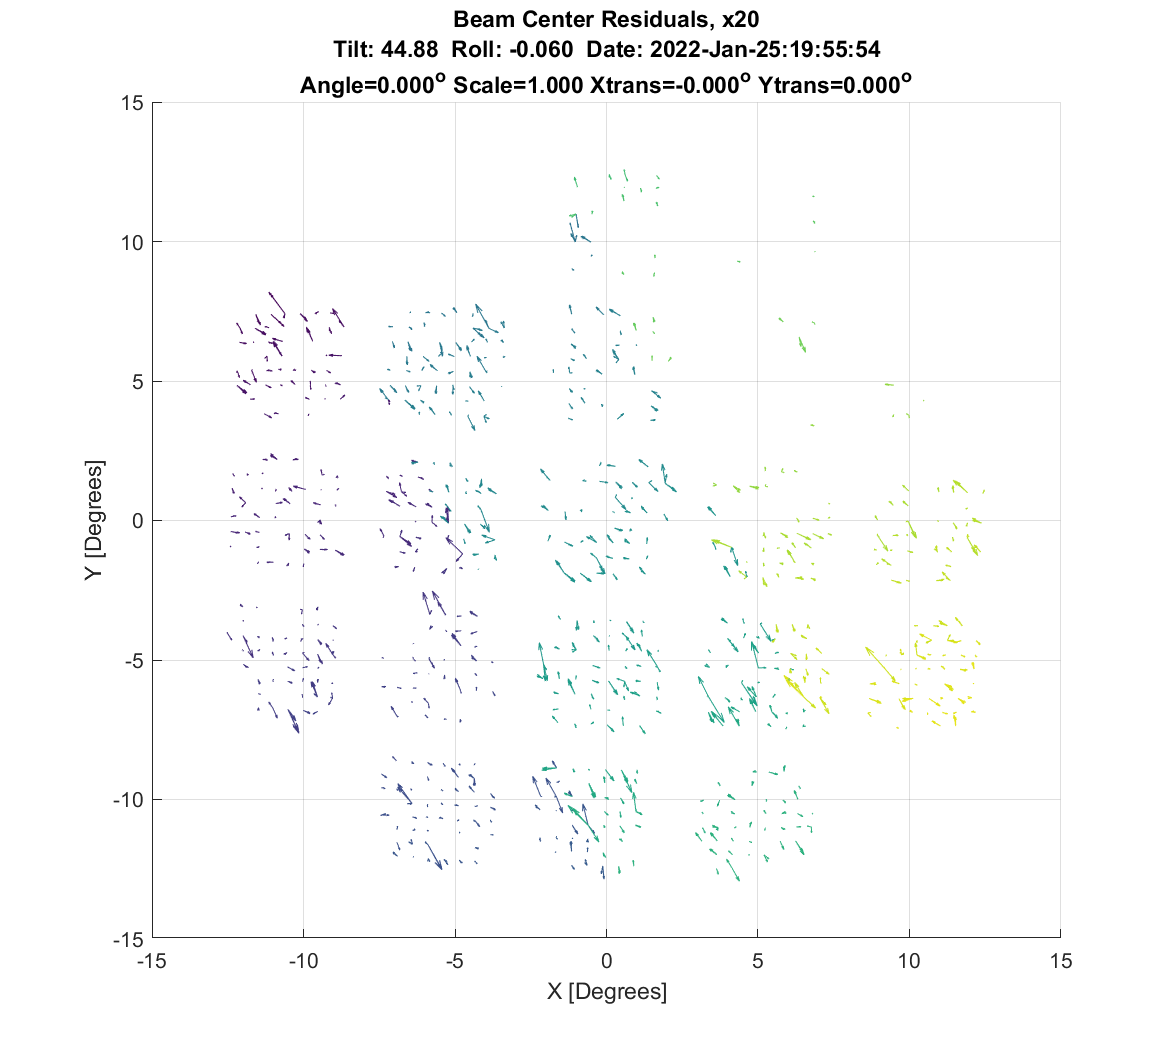 Beam Center Residuals, x20
Tilt: 44.88  Roll: -0.060  Date: 2022-Jan-25:19:55:54
Angle=0.000° Scale=1.000 Xtrans=-0.000° Ytrans=0.000°
15
10
5
0
-5
-10
-15
Y [Degrees]
-15 -10 -5 0 5 10 15
X [Degrees]